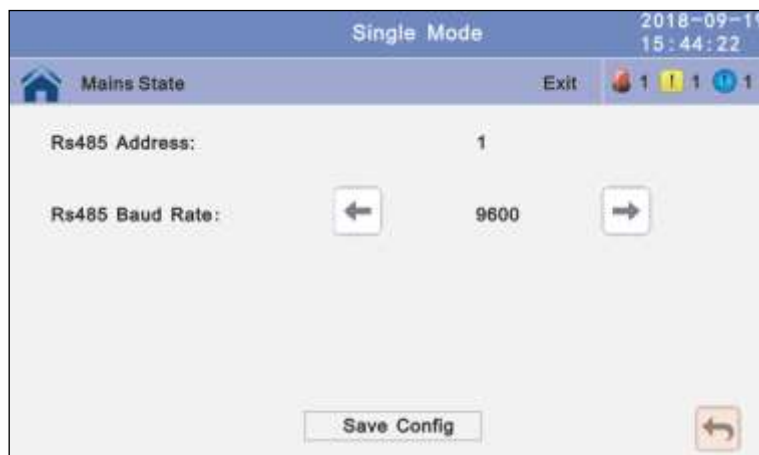 Single Mode
2018-09-19
15:44:22
Mains State Exit 1 1 1
Rs485 Address: 1
Rs485 Baud Rate: 9600
Save Config